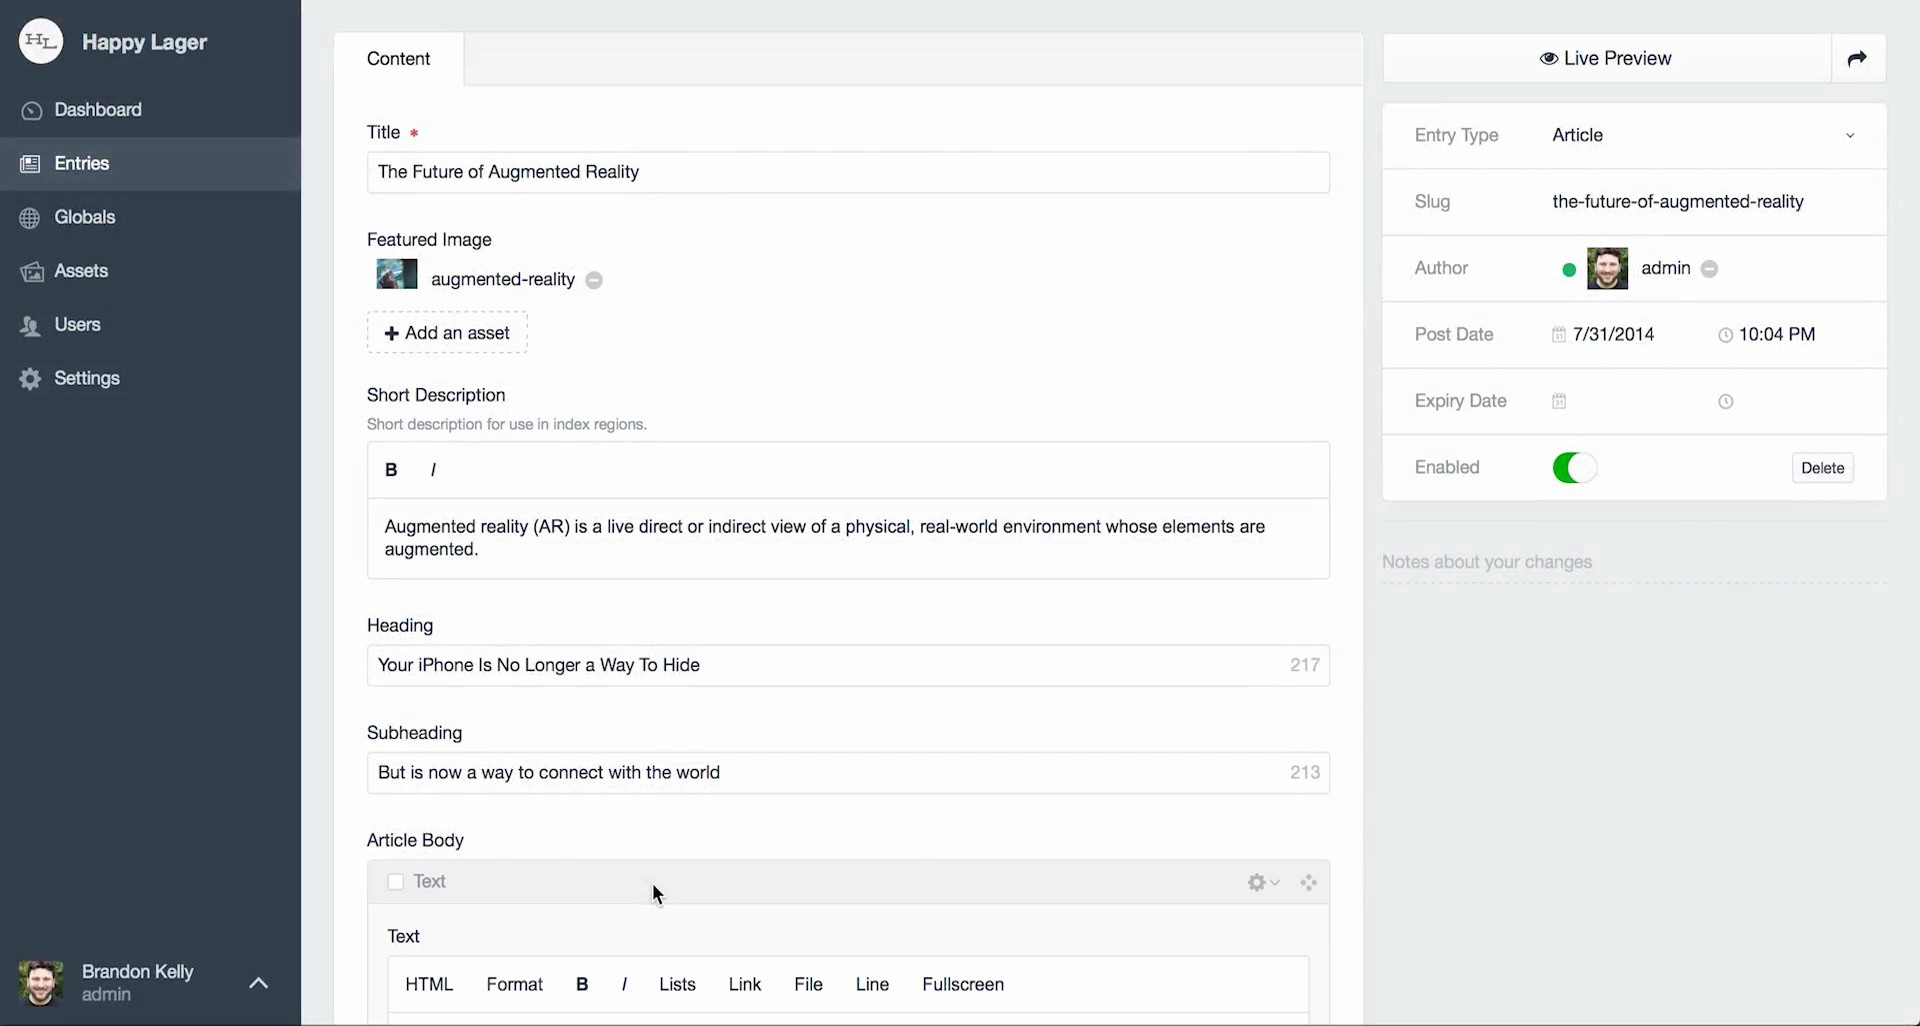 HL
Happy Lager
Dashboard
Entries
Globals
Assets
Users
Settings
Brandon Kelly
admin
Content
Title *
The Future of Augmented Reality
Featured Image
augmented-reality
+ Add an asset
Short Description
Short description for use in index regions.
B I
Augmented reality (AR) is a live direct or indirect view of a physical, real-world environment whose elements are
augmented.
Heading
Your iPhone Is No Longer a Way To Hide 217
Subheading
But is now a way to connect with the world 213
Article Body
Text
Text
HTML Format B I Lists Link File Line Fullscreen
Live Preview
Entry Type Article
Slug the-future-of-augmented-reality
Author admin
Post Date 7/31/2014 10:04 PM
Expiry Date
Enabled Delete
Notes about your changes